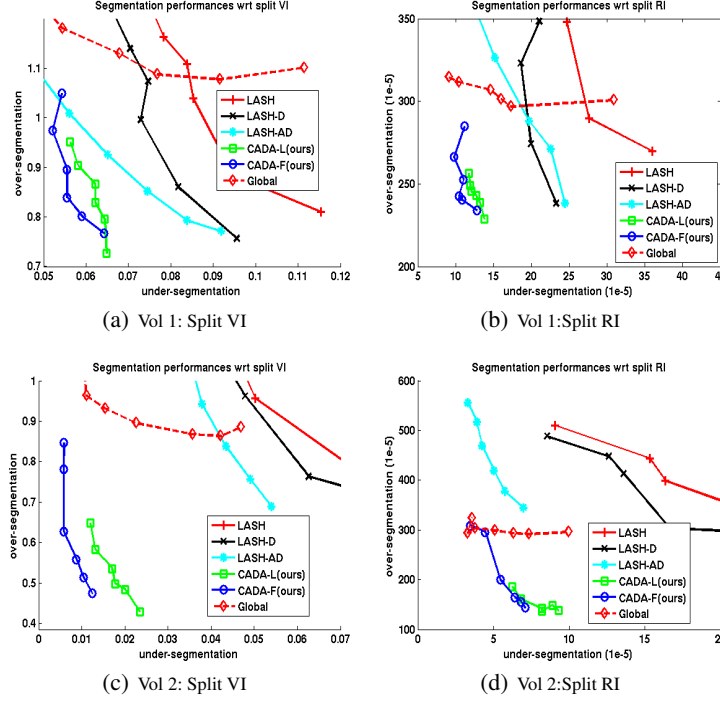 Segmentation performances wrt split VI
over-segmentation
1.1
1
0.9
0.8
0.7
0.05
0.06
0.07
0.08
0.09
0.1
0.11
0.12
under-segmentation
LASH
LASH-D
LASH-AD
CADA-L(ours)
CADA-F(ours)
Global
(a) Vol 1: Split VI
Segmentation performances wrt split RI
over-segmentation (1e-5)
350
300
250
200
5
10
15
20
25
30
35
40
45
under-segmentation (1e-5)
LASH
LASH-D
LASH-AD
CADA-L(ours)
CADA-F(ours)
Global
(b) Vol 1:Split RI
Segmentation performances wrt split VI
over-segmentation
1
0.9
0.8
0.7
0.6
0.5
0.4
0
0.01
0.02
0.03
0.04
0.05
0.06
0.07
under-segmentation
LASH
LASH-D
LASH-AD
CADA-L(ours)
CADA-F(ours)
Global
(c) Vol 2: Split VI
Segmentation performances wrt split RI
over-segmentation (1e-5)
600
500
400
300
200
100
0
5
10
15
20
under-segmentation (1e-5)
LASH
LASH-D
LASH-AD
CADA-L(ours)
CADA-F(ours)
Global
(d) Vol 2:Split RI